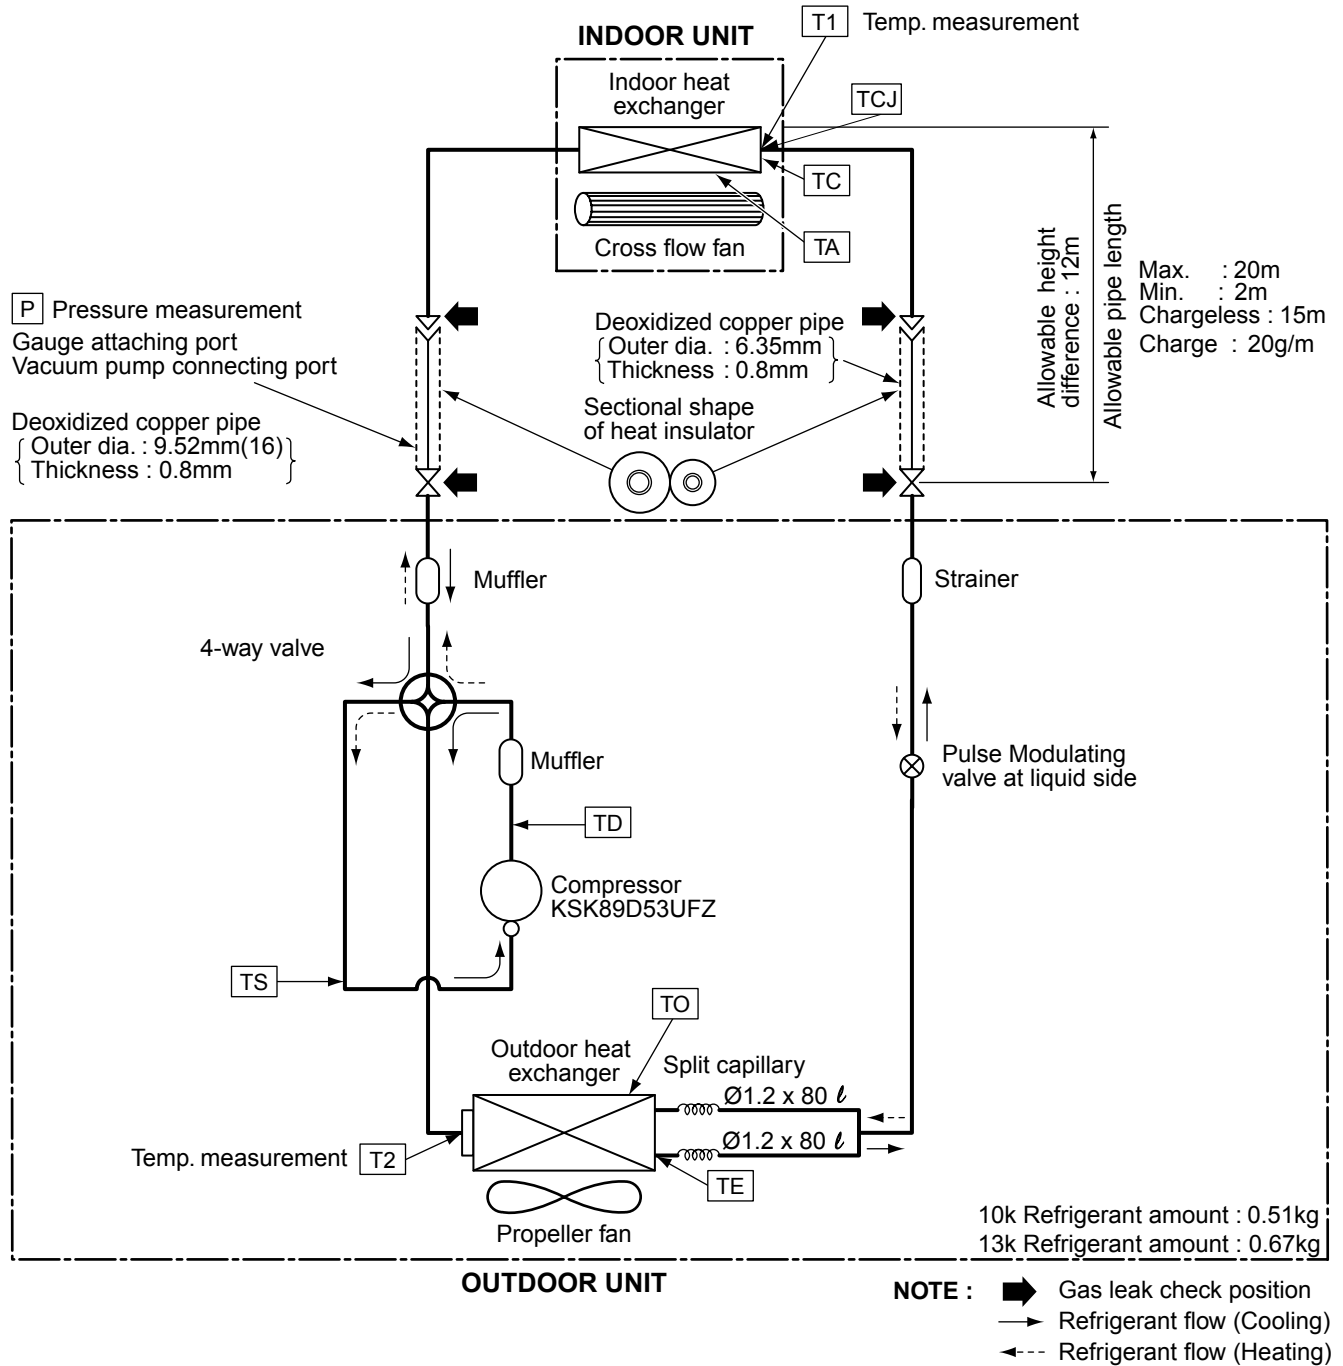 T1 Temp. measurement
INDOOR UNIT
Indoor heat
exchanger
TCJ
TC
Cross flow fan
TA
Allowable height
difference : 12m
Allowable pipe length
Max. : 20m
Min. : 2m
Chargeless : 15m
Charge : 20g/m
P Pressure measurement
Gauge attaching port
Vacuum pump connecting port
Deoxidized copper pipe
Outer dia. : 9.52mm(16)
Thickness : 0.8mm
Deoxidized copper pipe
Outer dia. : 6.35mm
Thickness : 0.8mm
Sectional shape
of heat insulator
Muffler
Strainer
4-way valve
Muffler
Pulse Modulating
valve at liquid side
TD
Compressor
KSK89D53UFZ
TS
TO
Outdoor heat
exchanger
Split capillary
Ø1.2 x 80 ℓ
Ø1.2 x 80 ℓ
Temp. measurement T2
TE
Propeller fan
10k Refrigerant amount : 0.51kg
13k Refrigerant amount : 0.67kg
OUTDOOR UNIT
NOTE : Gas leak check position
Refrigerant flow (Cooling)
Refrigerant flow (Heating)